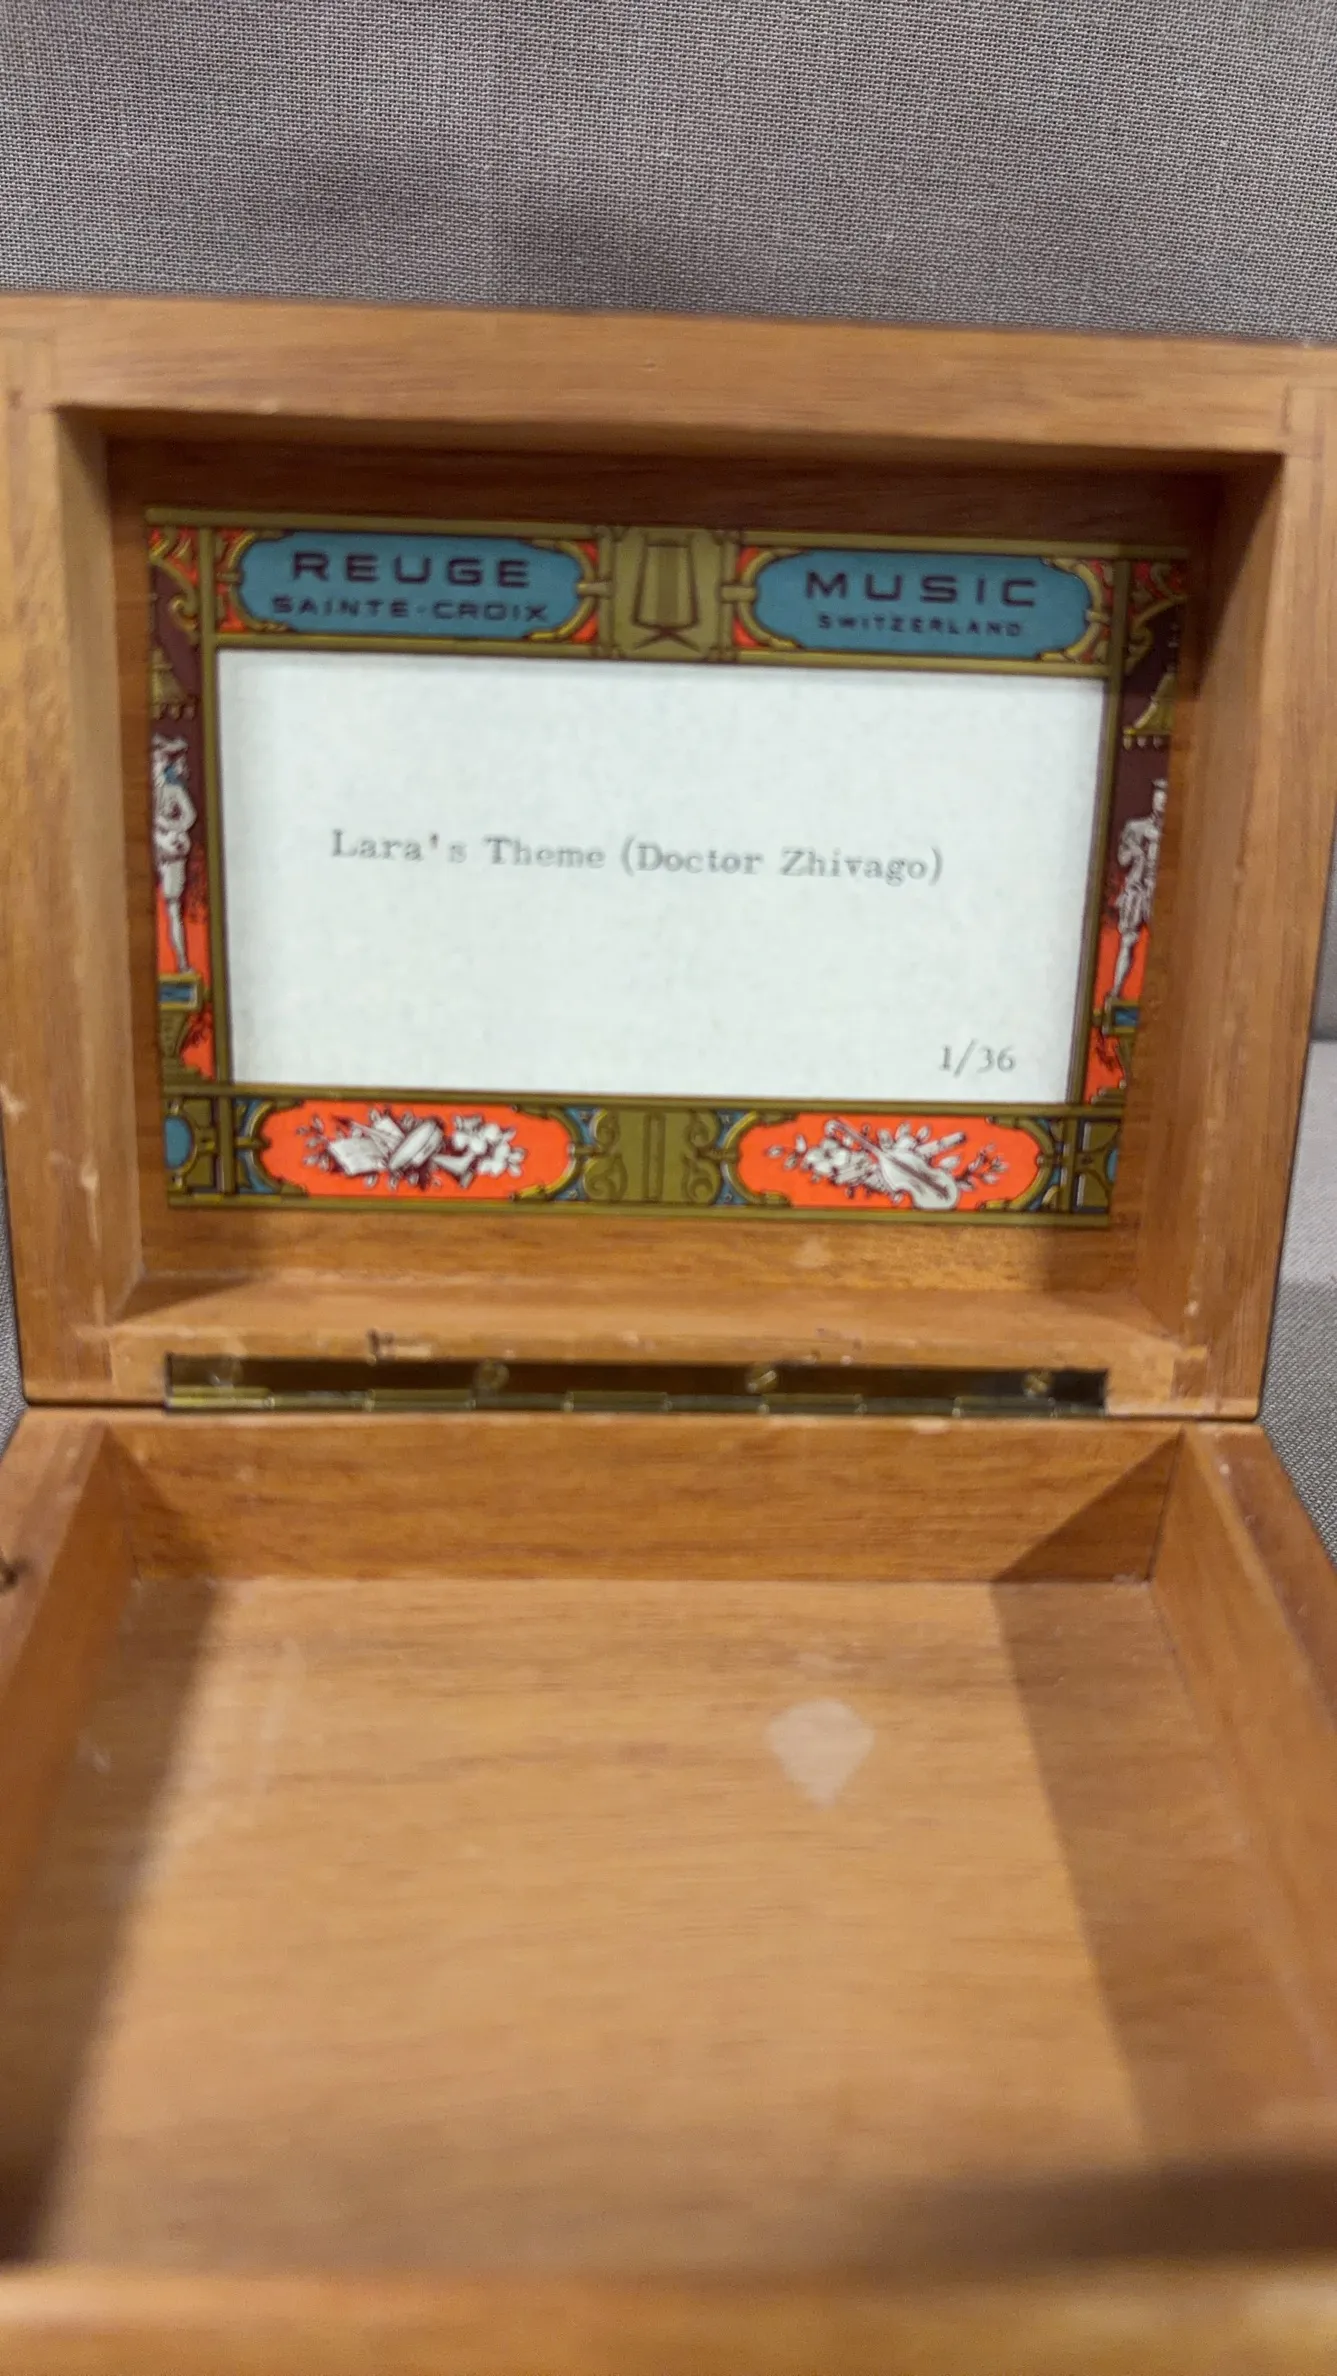 REUGE
SAINTE-CROIX
MUSIC
SWITZERLAND
Lara's Theme (Doctor Zhivago)
1/36